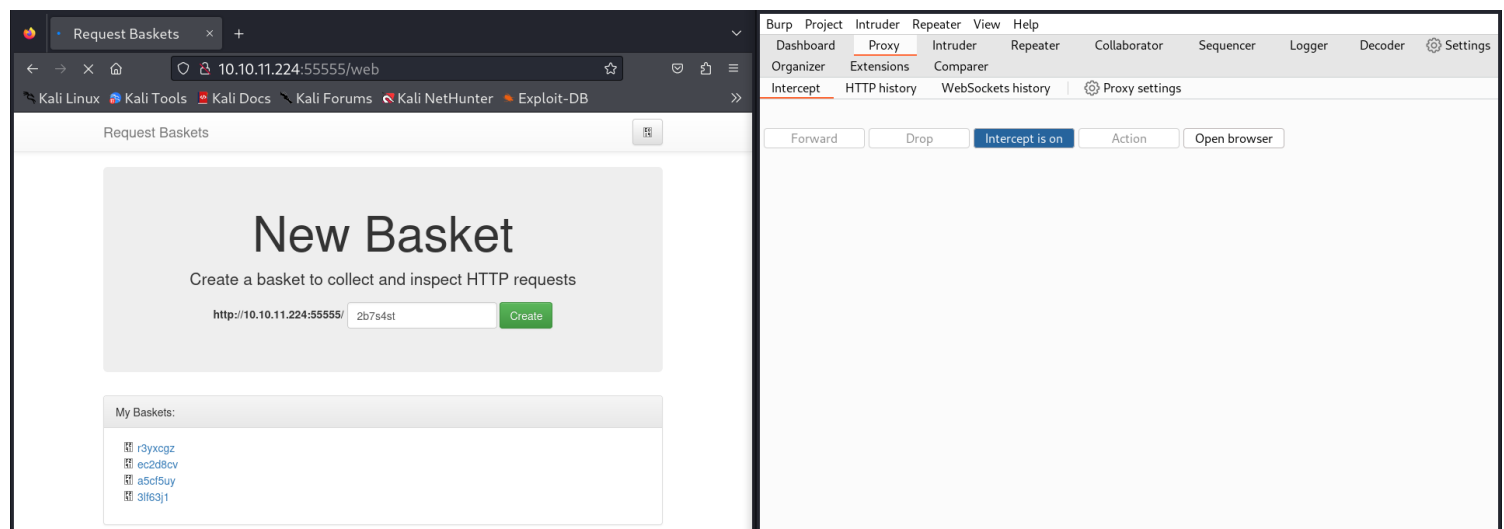 Request Baskets × +
10.10.11.224:55555/web
Kali Linux Kali Tools Kali Docs Kali Forums Kali NetHunter Exploit-DB »
Request Baskets
New Basket
Create a basket to collect and inspect HTTP requests
http://10.10.11.224:55555/ 2b7s4st Create
My Baskets:
r3yxcgz
ec2d8cv
a5cf5uy
3lf63j1
Burp Project Intruder Repeater View Help
Dashboard Proxy Intruder Repeater Collaborator Sequencer Logger Decoder Settings
Organizer Extensions Comparer
Intercept HTTP history WebSockets history Proxy settings
Forward Drop Intercept is on Action Open browser